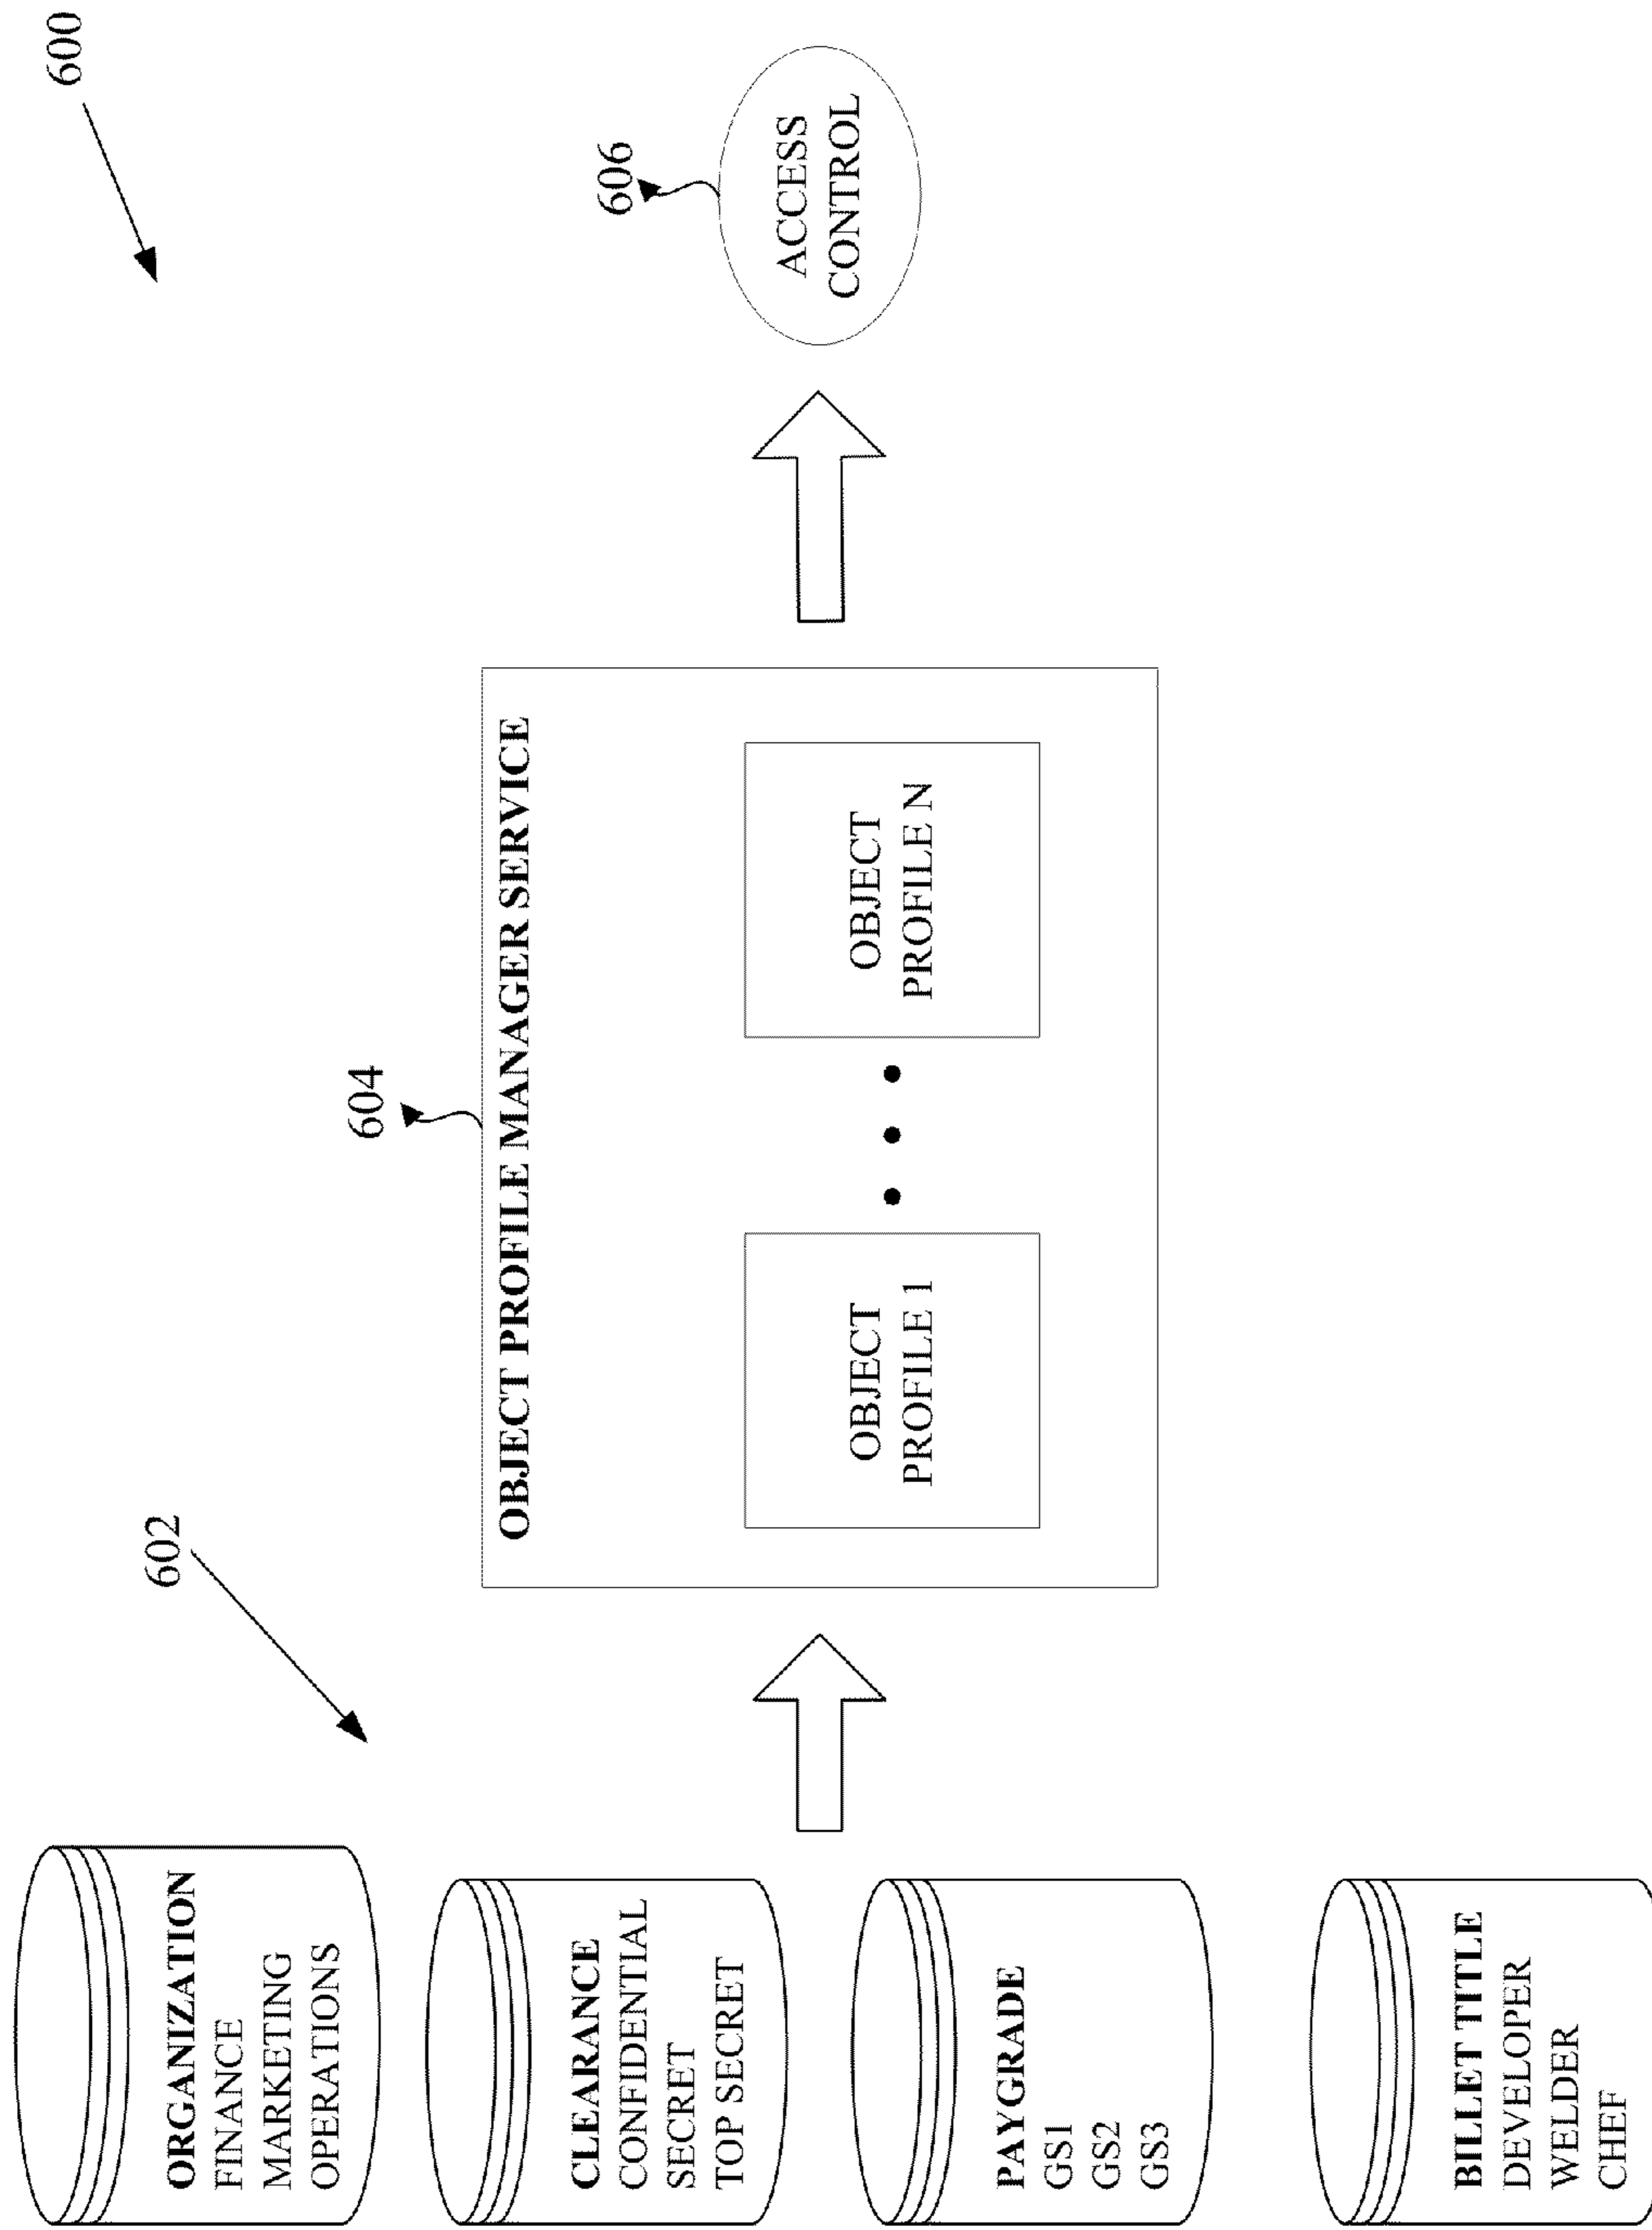 600
602
604
606
ORGANIZATION
FINANCE
MARKETING
OPERATIONS
CLEARANCE
CONFIDENTIAL
SECRET
TOP SECRET
PAYGRADE
GS1
GS2
GS3
BILLET TITLE
DEVELOPER
WELDER
CHEF
OBJECT PROFILE MANAGER SERVICE
OBJECT
PROFILE 1
OBJECT
PROFILE N
ACCESS
CONTROL